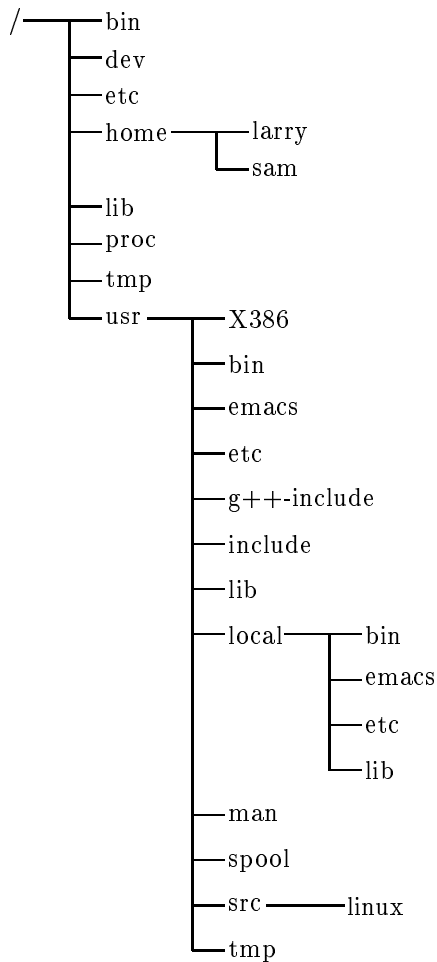 / bin
dev
etc
home larry
sam
lib
proc
tmp
usr X386
bin
emacs
etc
g++-include
include
lib
local bin
emacs
etc
lib
man
spool
src linux
tmp